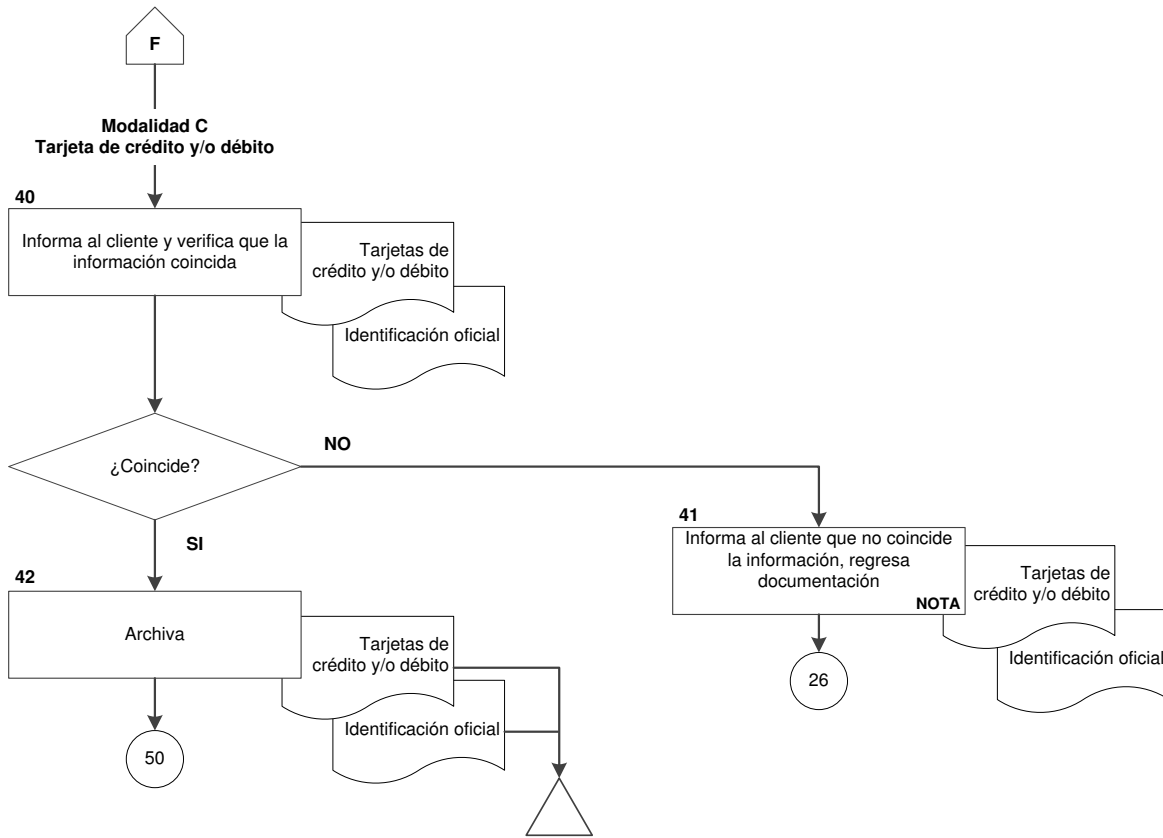 F
Modalidad C
Tarjeta de crédito y/o débito
40
Informa al cliente y verifica que la
información coincida
Tarjetas de
crédito y/o débito
Identificación oficial
¿Coincide?
NO
SI
41
Informa al cliente que no coincide
la información, regresa
documentación
NOTA
Tarjetas de
crédito y/o débito
Identificación oficial
26
42
Archiva
Tarjetas de
crédito y/o débito
Identificación oficial
50